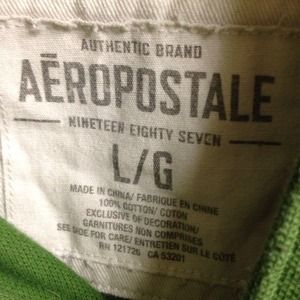 AUTHENTIC BRAND
AĒROPOSTALE
NINETEEN EIGHTY SEVEN
L/G
MADE IN CHINA/ FABRIQUE EN CHINE
100% COTTON/ COTON
EXCLUSIVE OF DECORATION/
GARNITURES NON COMPRISES
SEE SIDE FOR CARE/ ENTRETIEN SUR LE CÔTÉ
RN 121726 CA 53201